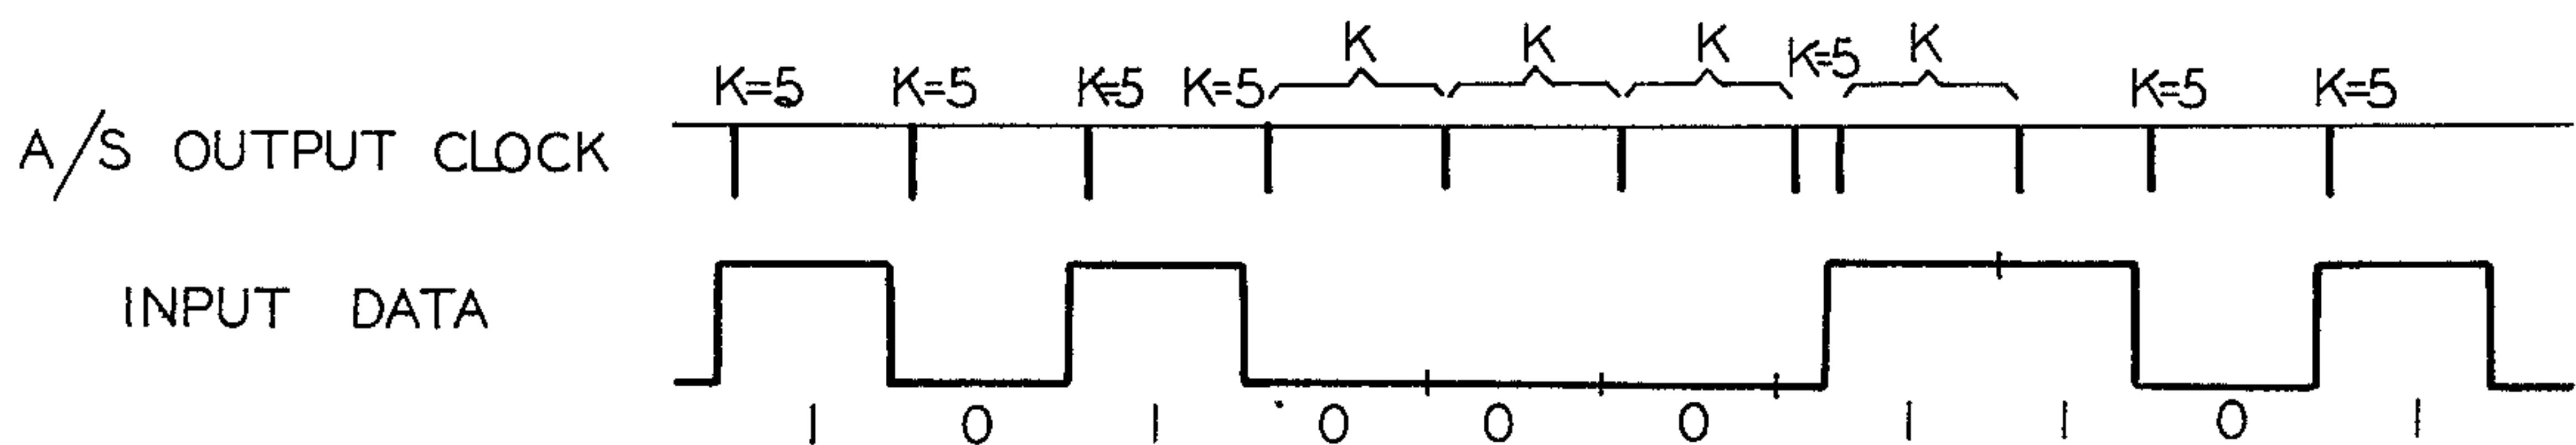 K K K K
K=5 K=5 K=5 K=5 K=5 K=5 K=5
A/S OUTPUT CLOCK
INPUT DATA
1 0 1 0 0 0 1 1 0 1